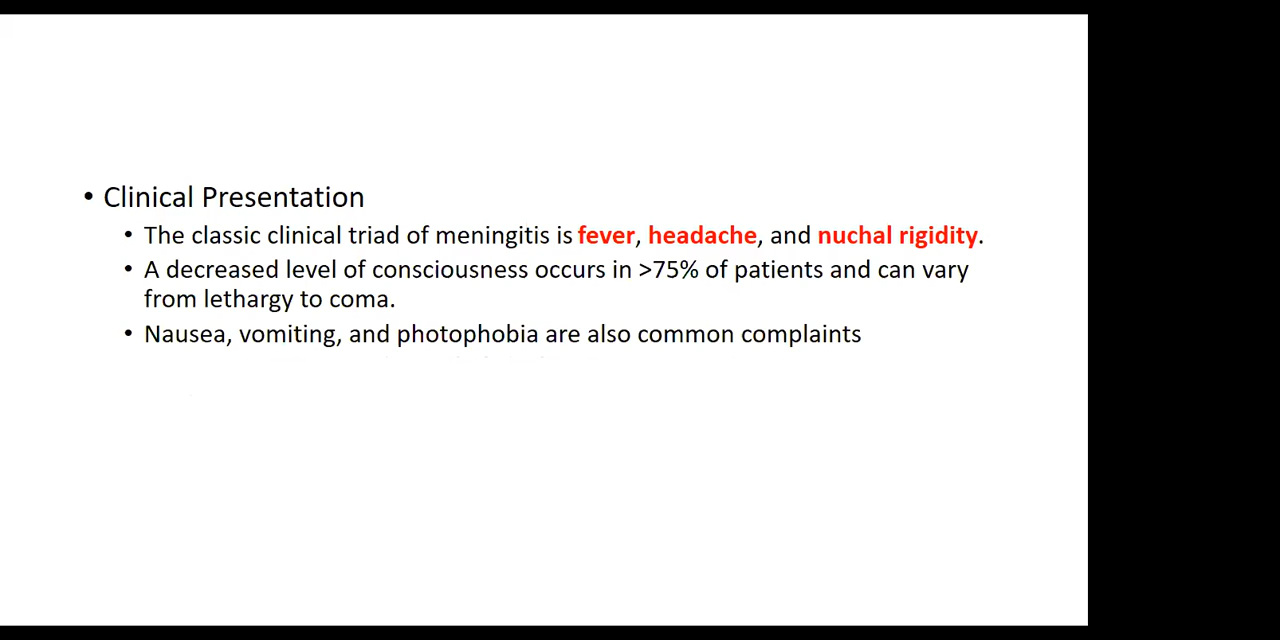 • Clinical Presentation
• The classic clinical triad of meningitis is fever, headache, and nuchal rigidity.
• A decreased level of consciousness occurs in >75% of patients and can vary
from lethargy to coma.
• Nausea, vomiting, and photophobia are also common complaints